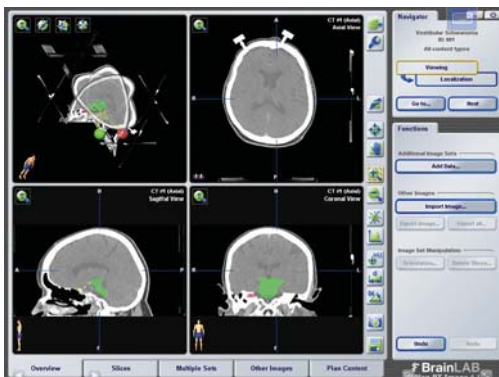 CT #1 (Axial)
Axial View
A
L
P
CT #1 (Axial)
Sagittal View
A
P
CT #1 (Axial)
Coronal View
Navigator
Vestibular Schwannoma
All content types
Viewing
Localization
Go to...
Next
Functions
Additional Image Sets
Add Data...
Other Images
Import Image...
Image Set Manipulation
Orientation...
Undo
BrainLAB
Overview
Slices
Multiple Sets
Other Images
Plan Content